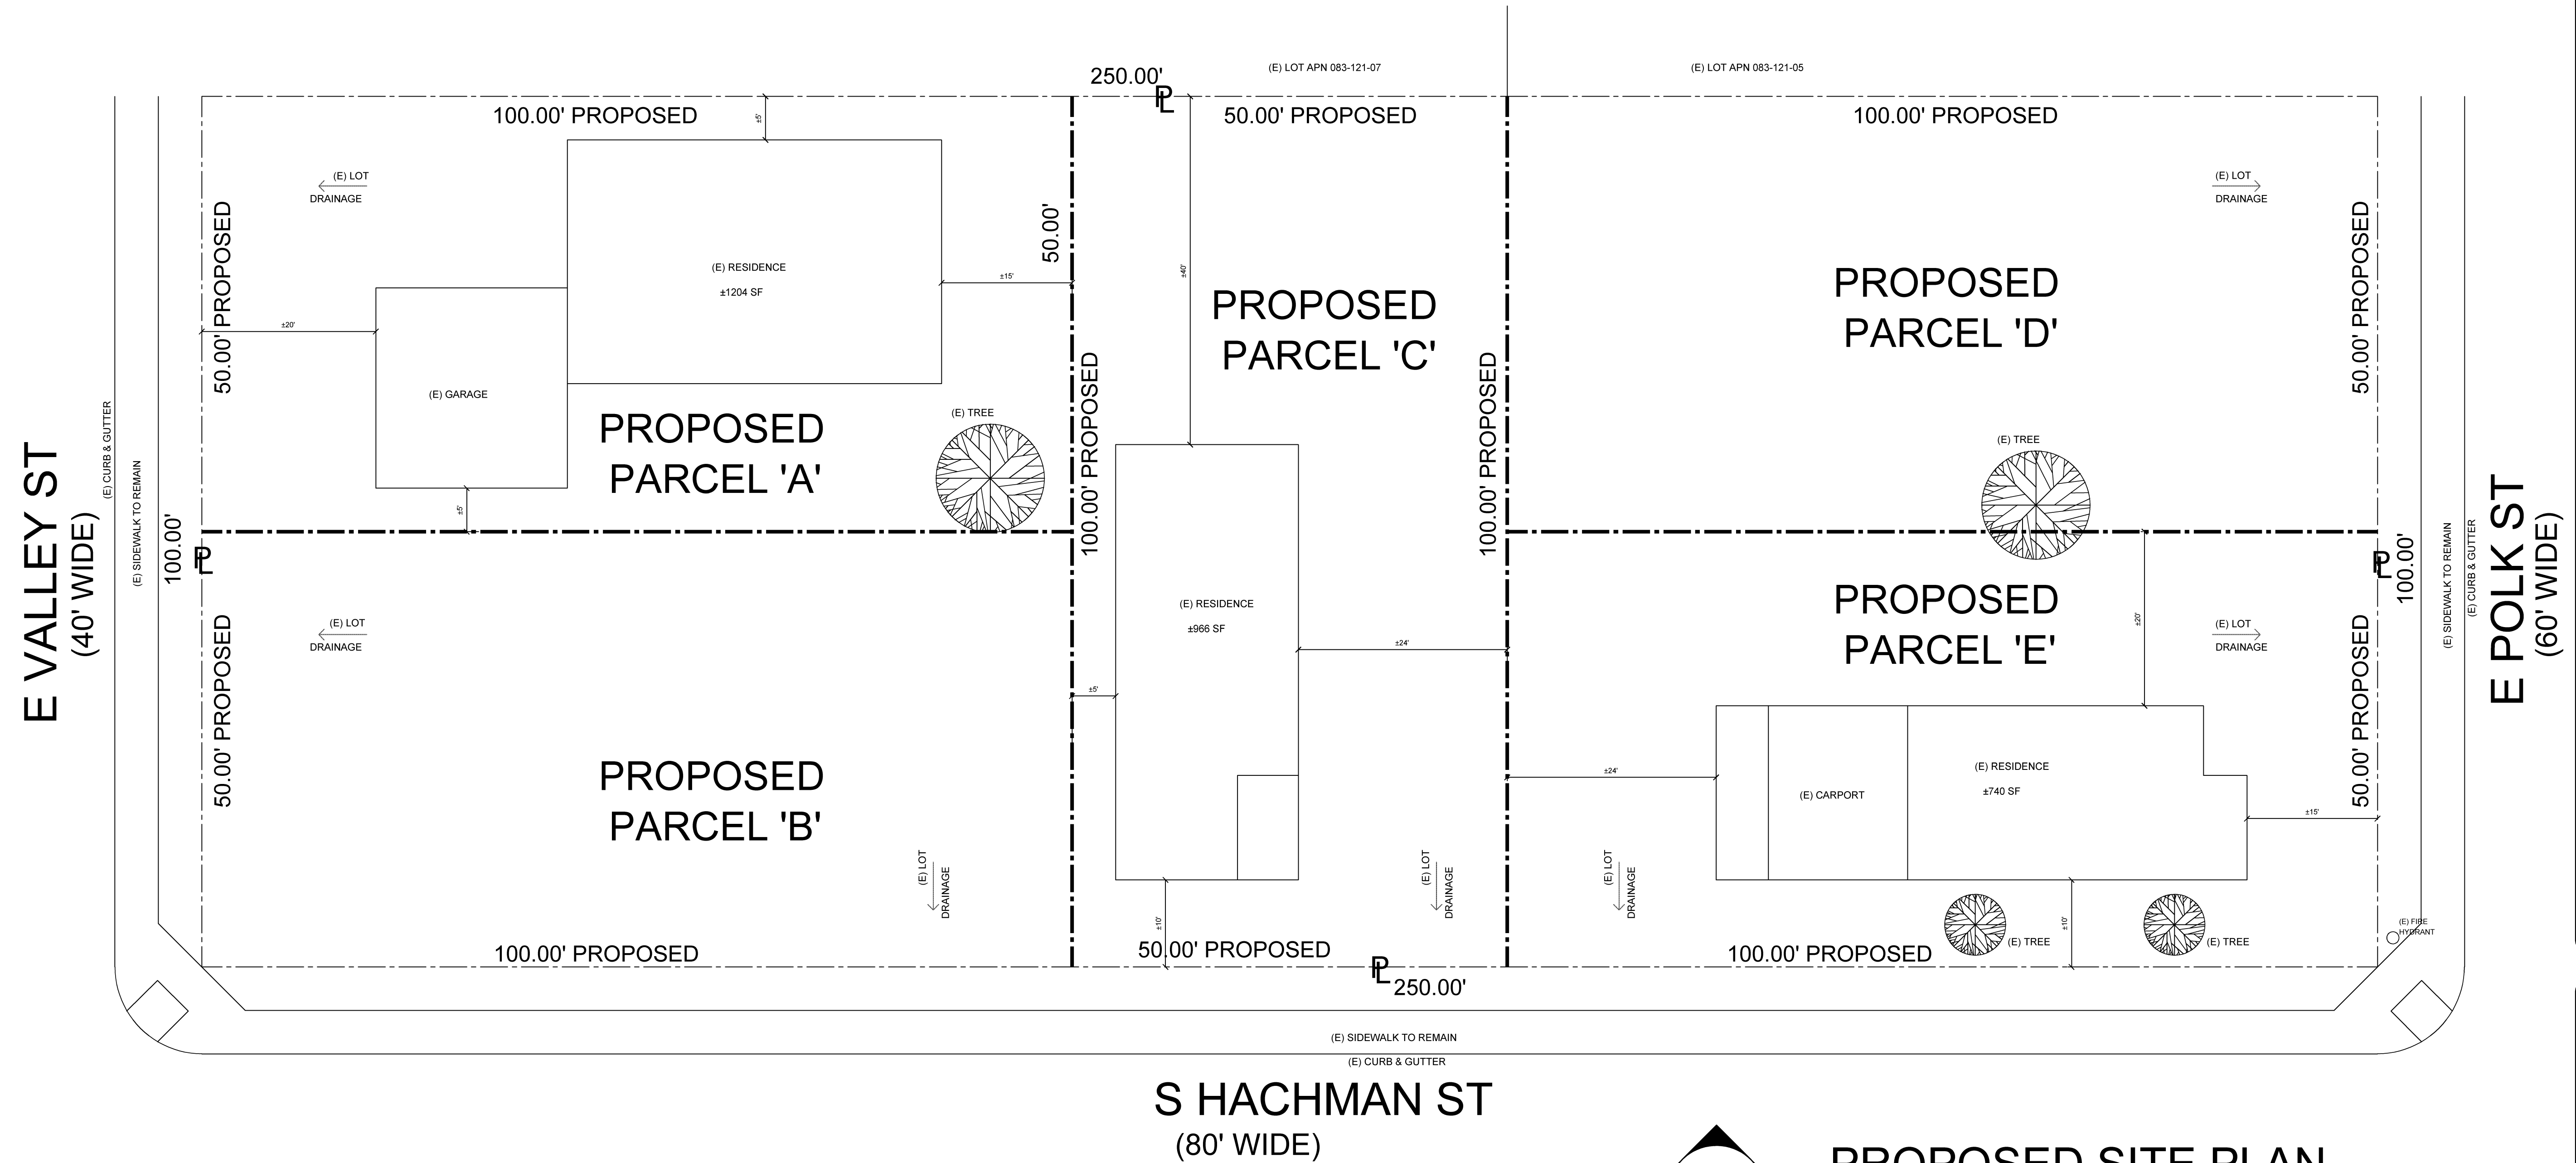 (E) LOT APN 083-121-07
(E) LOT APN 083-121-05
250.00'
PL
100.00' PROPOSED
50.00' PROPOSED
100.00' PROPOSED
±5'
(E) LOT
DRAINAGE
(E) LOT
DRAINAGE
50.00' PROPOSED
50.00'
50.00' PROPOSED
(E) RESIDENCE
±1204 SF
±15'
±40'
±20'
PROPOSED
PARCEL 'C'
PROPOSED
PARCEL 'D'
(E) GARAGE
PROPOSED
PARCEL 'A'
(E) TREE
100.00' PROPOSED
100.00' PROPOSED
(E) TREE
±5'
E VALLEY ST
(40' WIDE)
(E) CURB & GUTTER
(E) SIDEWALK TO REMAIN
100.00'
PL
PL
100.00'
(E) SIDEWALK TO REMAIN
(E) CURB & GUTTER
E POLK ST
(60' WIDE)
(E) LOT
DRAINAGE
(E) RESIDENCE
±966 SF
±24'
±5'
PROPOSED
PARCEL 'E'
±20'
(E) LOT
DRAINAGE
50.00' PROPOSED
50.00' PROPOSED
PROPOSED
PARCEL 'B'
±24'
(E) CARPORT
(E) RESIDENCE
±740 SF
±15'
(E) LOT
DRAINAGE
±10'
(E) LOT
DRAINAGE
(E) LOT
DRAINAGE
(E) TREE
±10'
(E) TREE
(E) FIRE
HYDRANT
100.00' PROPOSED
50.00' PROPOSED
100.00' PROPOSED
PL
250.00'
(E) SIDEWALK TO REMAIN
(E) CURB & GUTTER
S HACHMAN ST
(80' WIDE)
PROPOSED SITE PLAN